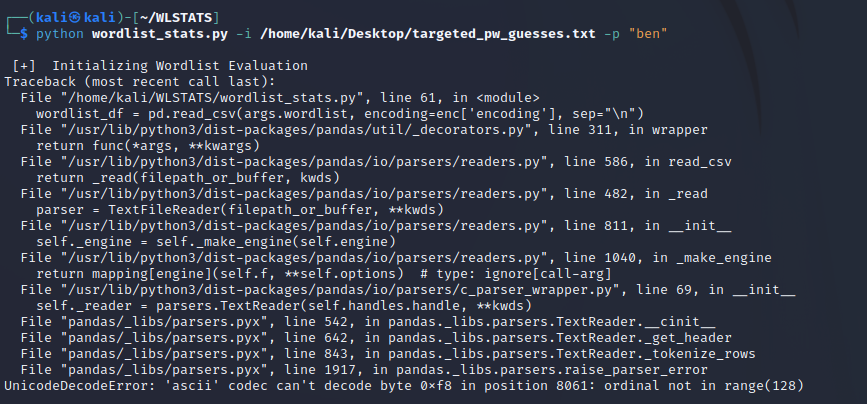 ┌──(kali㉿kali)-[~/WLSTATS]
└─$ python wordlist_stats.py -i /home/kali/Desktop/targeted_pw_guesses.txt -p "ben"
[+]  Initializing Wordlist Evaluation
Traceback (most recent call last):
  File "/home/kali/WLSTATS/wordlist_stats.py", line 61, in <module>
    wordlist_df = pd.read_csv(args.wordlist, encoding=enc['encoding'], sep="\n")
  File "/usr/lib/python3/dist-packages/pandas/util/_decorators.py", line 311, in wrapper
    return func(*args, **kwargs)
  File "/usr/lib/python3/dist-packages/pandas/io/parsers/readers.py", line 586, in read_csv
    return _read(filepath_or_buffer, kwds)
  File "/usr/lib/python3/dist-packages/pandas/io/parsers/readers.py", line 482, in _read
    parser = TextFileReader(filepath_or_buffer, **kwds)
  File "/usr/lib/python3/dist-packages/pandas/io/parsers/readers.py", line 811, in __init__
    self._engine = self._make_engine(self.engine)
  File "/usr/lib/python3/dist-packages/pandas/io/parsers/readers.py", line 1040, in _make_engine
    return mapping[engine](self.f, **self.options)  # type: ignore[call-arg]
  File "/usr/lib/python3/dist-packages/pandas/io/parsers/c_parser_wrapper.py", line 69, in __init__
    self._reader = parsers.TextReader(self.handles.handle, **kwds)
  File "pandas/_libs/parsers.pyx", line 542, in pandas._libs.parsers.TextReader.__cinit__
  File "pandas/_libs/parsers.pyx", line 642, in pandas._libs.parsers.TextReader._get_header
  File "pandas/_libs/parsers.pyx", line 843, in pandas._libs.parsers.TextReader._tokenize_rows
  File "pandas/_libs/parsers.pyx", line 1917, in pandas._libs.parsers.raise_parser_error
UnicodeDecodeError: 'ascii' codec can't decode byte 0xf8 in position 8061: ordinal not in range(128)